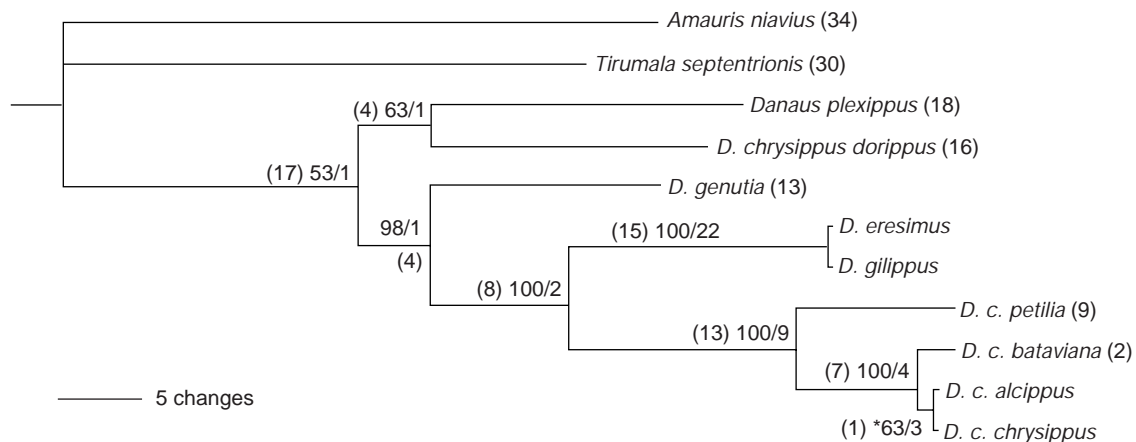 Amauris niavius (34)
Tirumala septentrionis (30)
(4) 63/1
Danaus plexippus (18)
D. chrysippus dorippus (16)
(17) 53/1
D. genutia (13)
98/1
(4)
(15) 100/22
D. eresimus
D. gilippus
(8) 100/2
D. c. petilia (9)
(13) 100/9
D. c. bataviana (2)
(7) 100/4
D. c. alcippus
5 changes
(1) *63/3
D. c. chrysippus